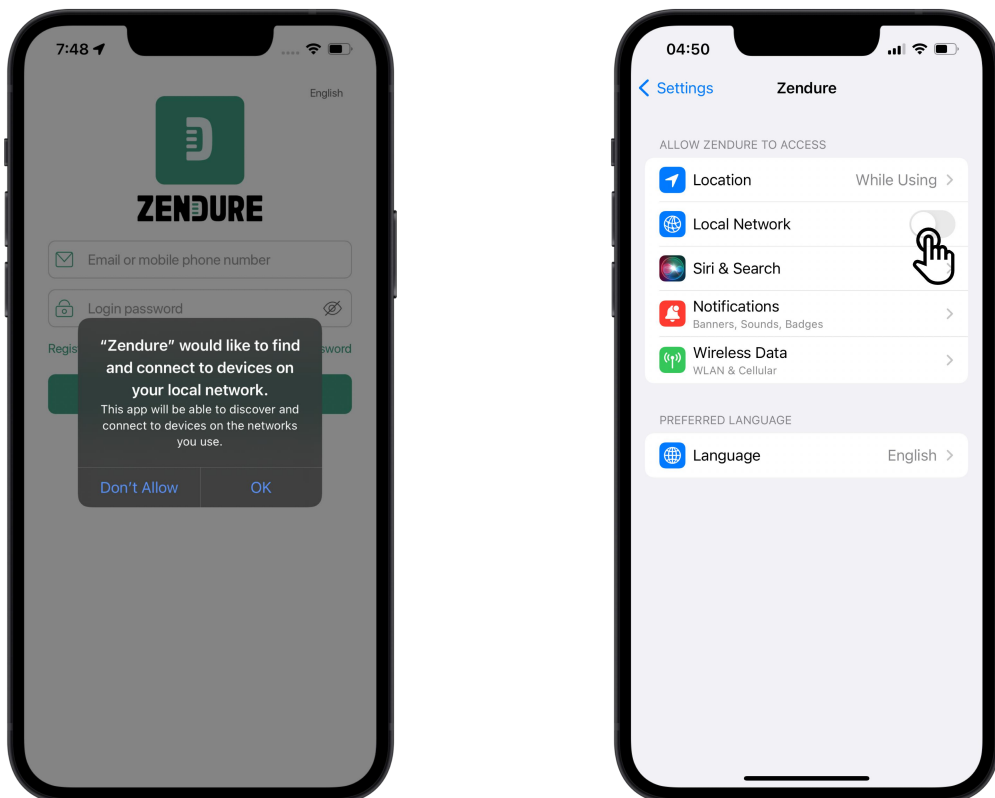 7:48
English
ZENDURE
Email or mobile phone number
Login password
Regis
sword
“Zendure” would like to find
and connect to devices on
your local network.
This app will be able to discover and
connect to devices on the networks
you use.
Don’t Allow
OK
04:50
Settings
Zendure
ALLOW ZENDURE TO ACCESS
Location
While Using
Local Network
Siri & Search
Notifications
Banners, Sounds, Badges
Wireless Data
WLAN & Cellular
PREFERRED LANGUAGE
Language
English